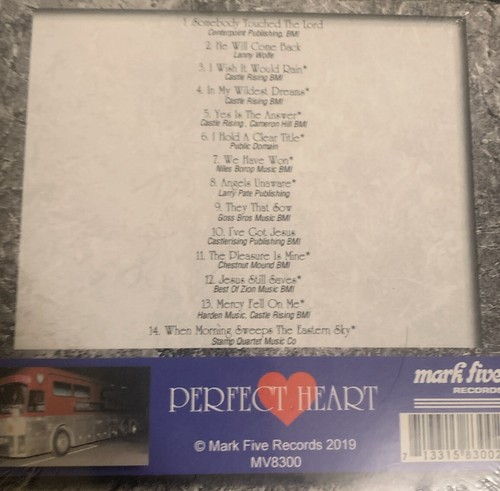 1. Somebody Touched The Lord
Centerpoint Publishing, BMI
2. He Will Come Back
Lanny Wolfe
3. I Wish It Would Rain*
Castle Rising BMI
4. In My Wildest Dreams*
Castle Rising BMI
5. Yes Is The Answer*
Castle Rising . Cameron Hill BMI
6. I Hold A Clear Title*
Public Domain
7. We Have Won*
Niles Borop Music BMI
8. Angels Unaware*
Larry Pate Publishing
9. They That Sow
Goss Bros Music BMI
10. I've Got Jesus
Castlerising Publishing BMI
11. The Pleasure Is Mine*
Chestnut Mound BMI
12. Jesus Still Saves*
Best Of Zion Music BMI
13. Mercy Fell On Me*
Harden Music, Castle Rising BMI
14. When Morning Sweeps The Eastern Sky*
Stamp Quartet Music Co
PERFECT HEART
© Mark Five Records 2019
MV8300
mark five
RECORDS
7 13315 83002